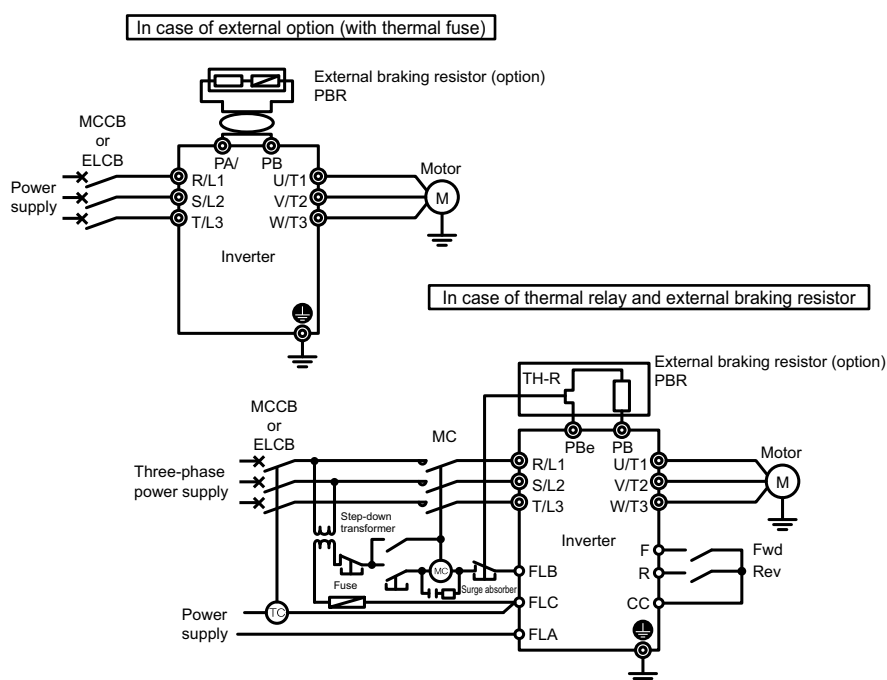 In case of external option (with thermal fuse)
External braking resistor (option)
PBR
MCCB
or
ELCB
PA/
PB
Power
supply
R/L1
S/L2
T/L3
U/T1
V/T2
W/T3
Inverter
Motor
M
In case of thermal relay and external braking resistor
External braking resistor (option)
PBR
TH-R
MCCB
or
ELCB
MC
PBe
PB
Three-phase
power supply
R/L1
S/L2
T/L3
U/T1
V/T2
W/T3
Motor
M
Step-down
transformer
Inverter
F
Fwd
R
Rev
CC
MC
FLB
Surge absorber
Fuse
FLC
TC
Power
supply
FLA